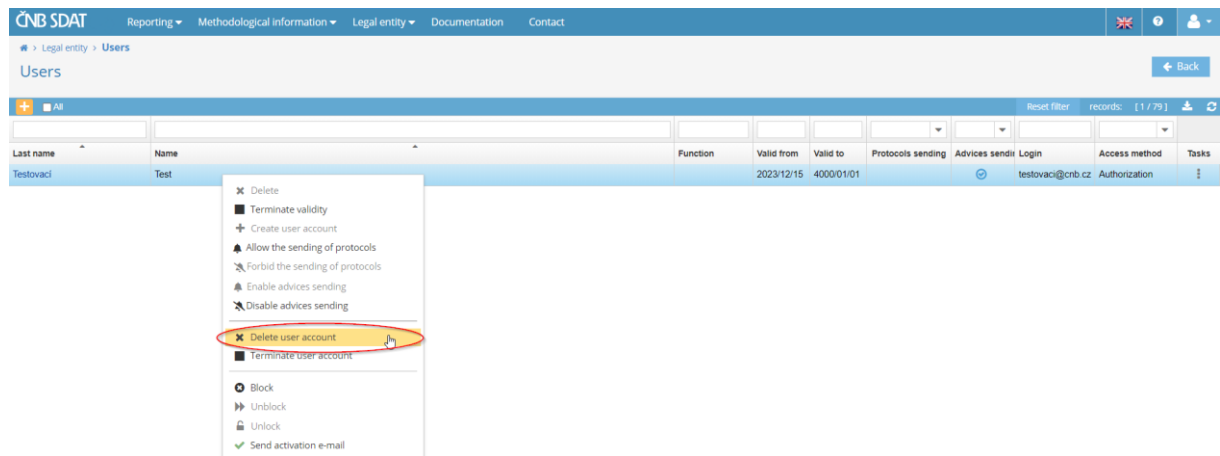 ČNB SDAT Reporting Methodological information Legal entity Documentation Contact
Legal entity > Users
Users
Back
All Reset filter records: [ 1 / 79 ]
Last name Name Function Valid from Valid to Protocols sending Advices sendin Login Access method Tasks
Testovací Test 2023/12/15 4000/01/01 testovaci@cnb.cz Authorization
Delete
Terminate validity
Create user account
Allow the sending of protocols
Forbid the sending of protocols
Enable advices sending
Disable advices sending
Delete user account
Terminate user account
Block
Unblock
Unlock
Send activation e-mail